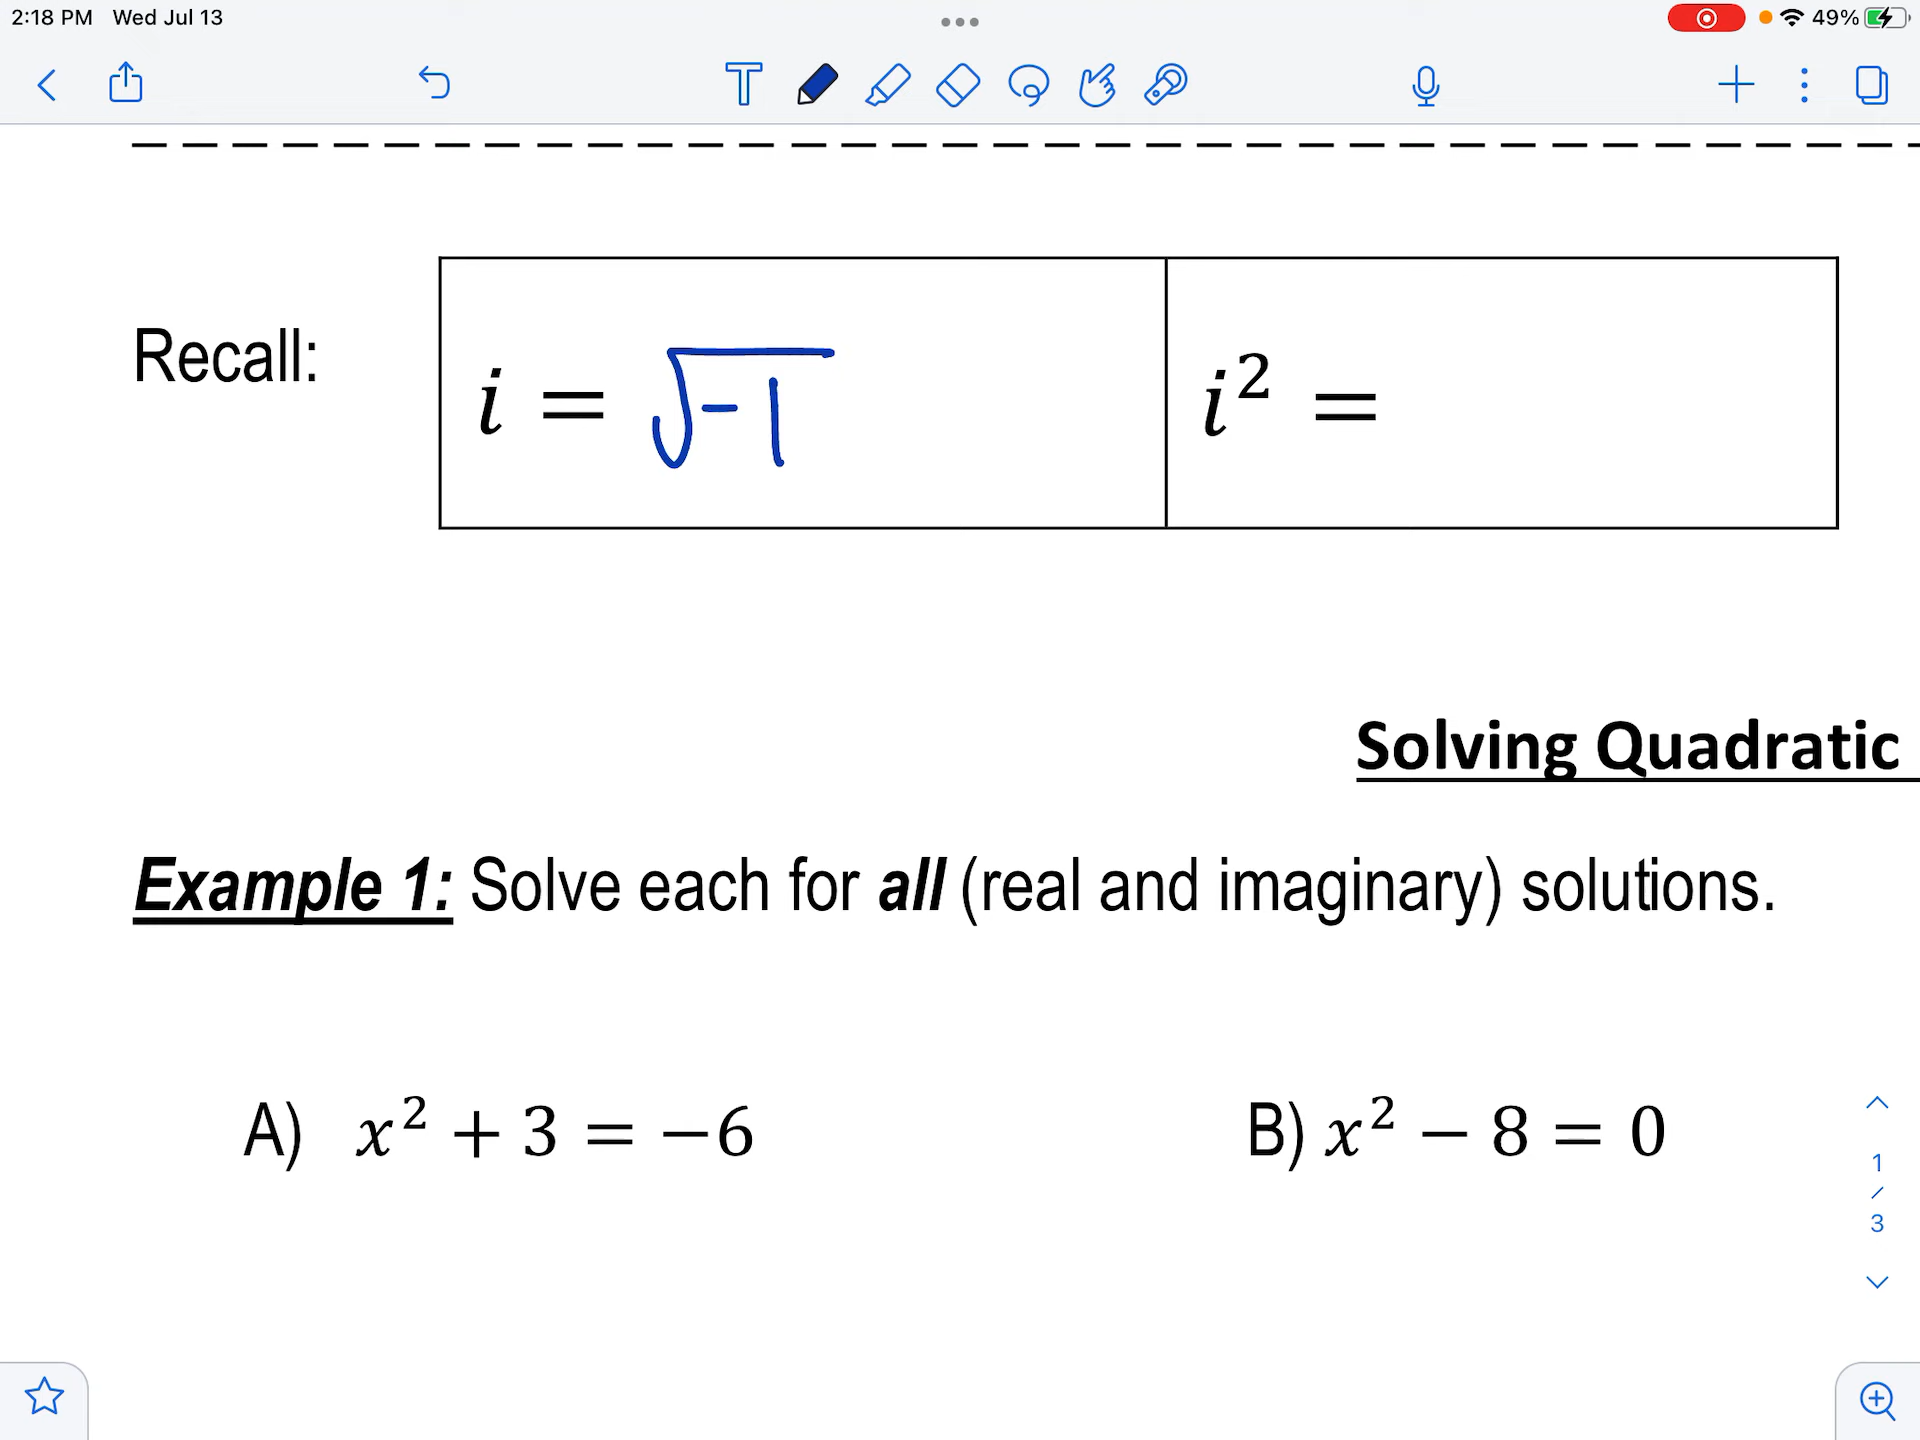 2:18 PM Wed Jul 13
49%
Recall:
i = √-1
i² =
Solving Quadratic
Example 1: Solve each for all (real and imaginary) solutions.
A) x² + 3 = −6
B) x² − 8 = 0
1
/
3